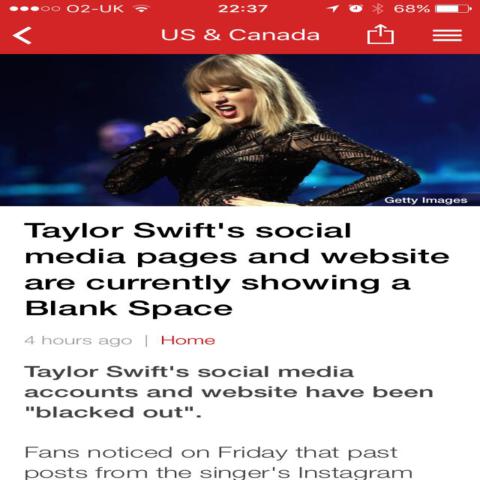 O2-UK 22:37 68%
US & Canada
Getty Images
Taylor Swift's social
media pages and website
are currently showing a
Blank Space
4 hours ago | Home
Taylor Swift's social media
accounts and website have been
"blacked out".
Fans noticed on Friday that past
posts from the singer's Instagram